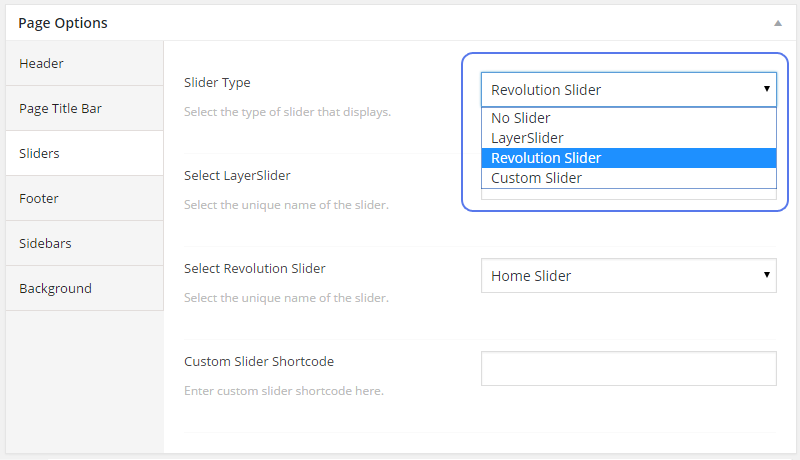 Page Options
Header
Page Title Bar
Sliders
Footer
Sidebars
Background
Slider Type
Select the type of slider that displays.
Revolution Slider
No Slider
LayerSlider
Revolution Slider
Custom Slider
Select LayerSlider
Select the unique name of the slider.
Select Revolution Slider
Select the unique name of the slider.
Home Slider
Custom Slider Shortcode
Enter custom slider shortcode here.